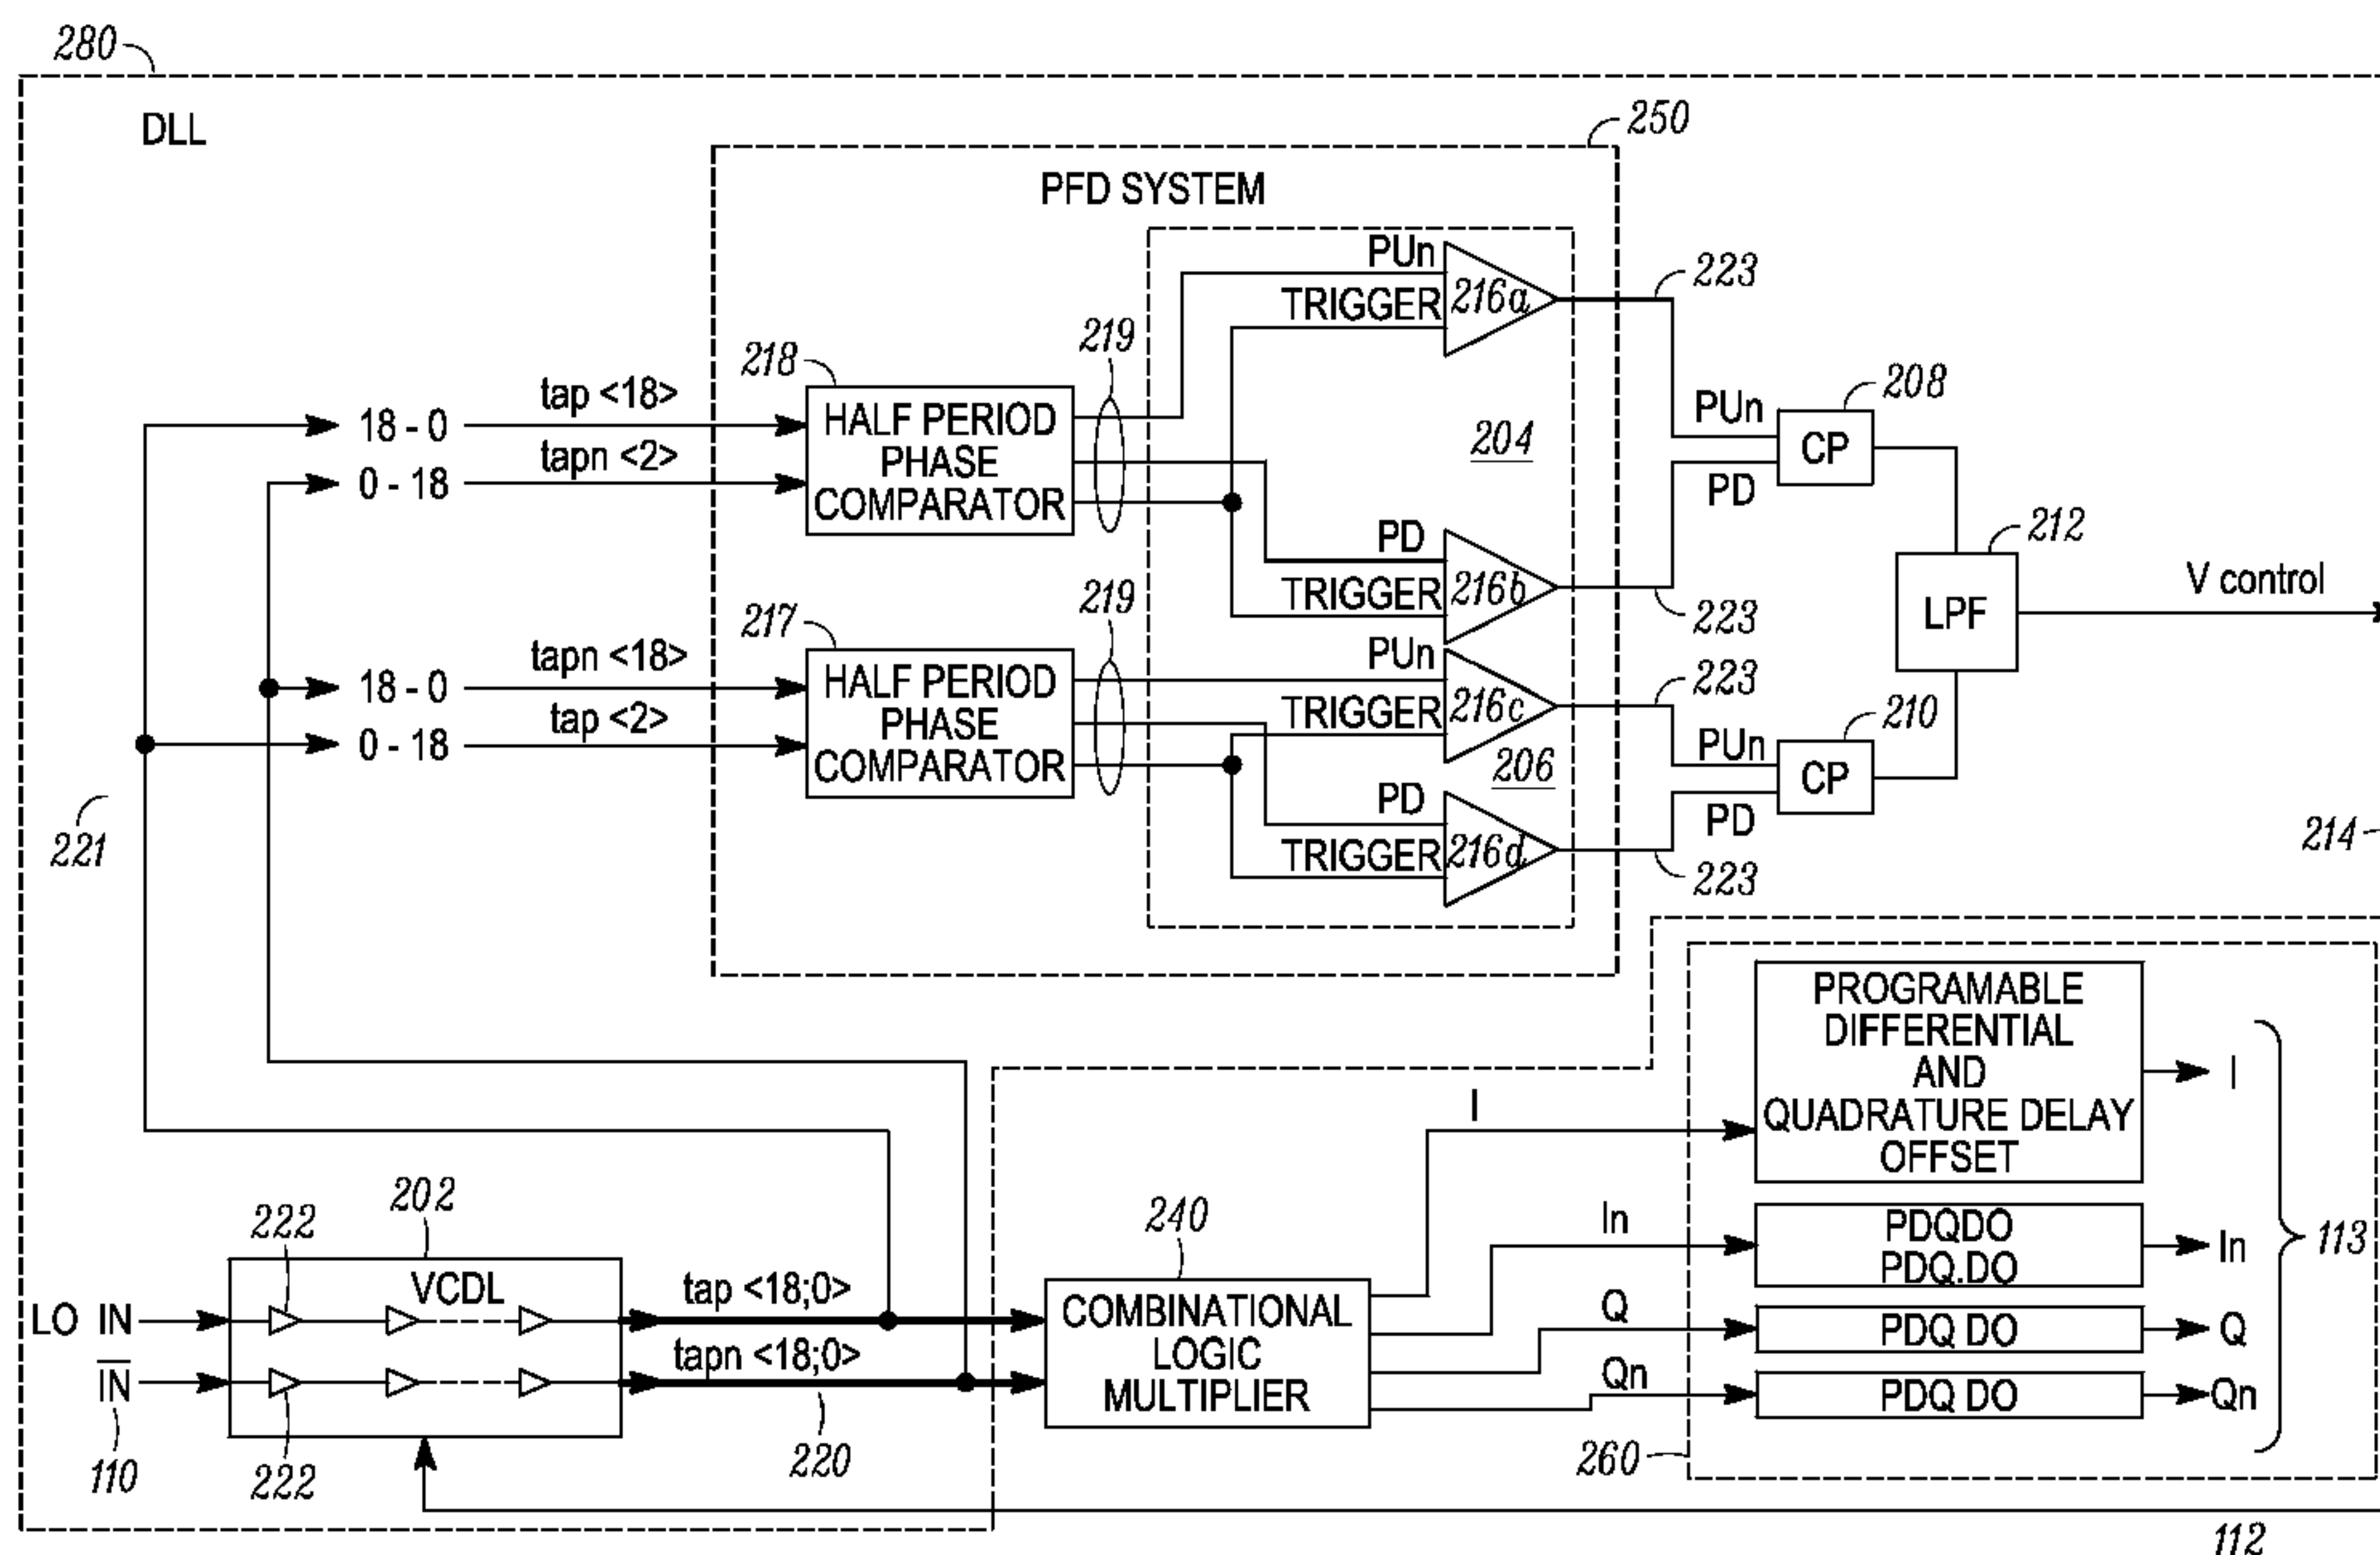 280
DLL
250
PFD SYSTEM
PUn
TRIGGER
216a
223
218
219
tap <18>
18 - 0
tapn <2>
0 - 18
HALF PERIOD
PHASE
COMPARATOR
204
PUn
208
CP
PD
PD
TRIGGER
216b
223
212
LPF
V control
217
219
tapn <18>
18 - 0
tap <2>
0 - 18
HALF PERIOD
PHASE
COMPARATOR
PUn
TRIGGER
216c
223
206
PUn
210
CP
PD
PD
TRIGGER
216d
223
221
214
PROGRAMABLE
DIFFERENTIAL
AND
QUADRATURE DELAY
OFFSET
I
I
113
202
222
VCDL
LO IN
IN
110
222
tap <18;0>
tapn <18;0>
220
240
COMBINATIONAL
LOGIC
MULTIPLIER
In
PDQDO
PDQ.DO
In
Q
PDQ DO
Q
Qn
PDQ DO
Qn
260
112